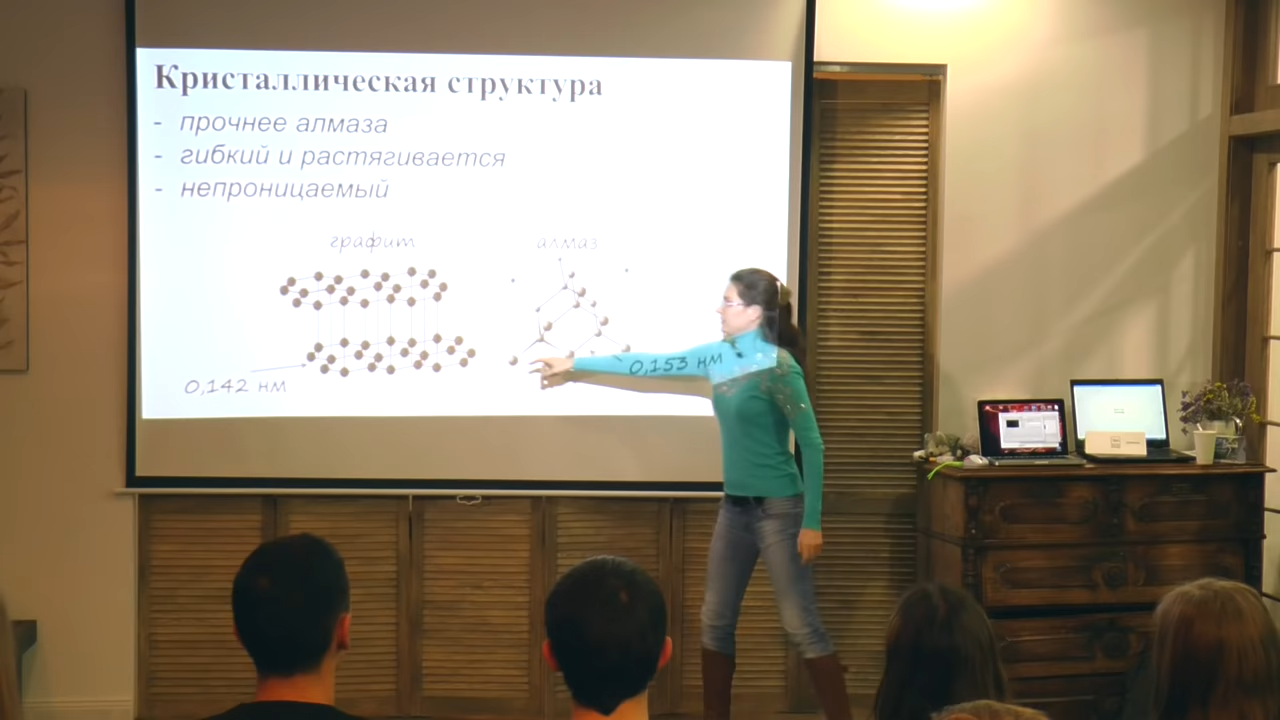 Кристаллическая структура
- прочнее алмаза
- гибкий и растягивается
- непроницаемый
графит
алмаз
0,153 нм
0,142 нм